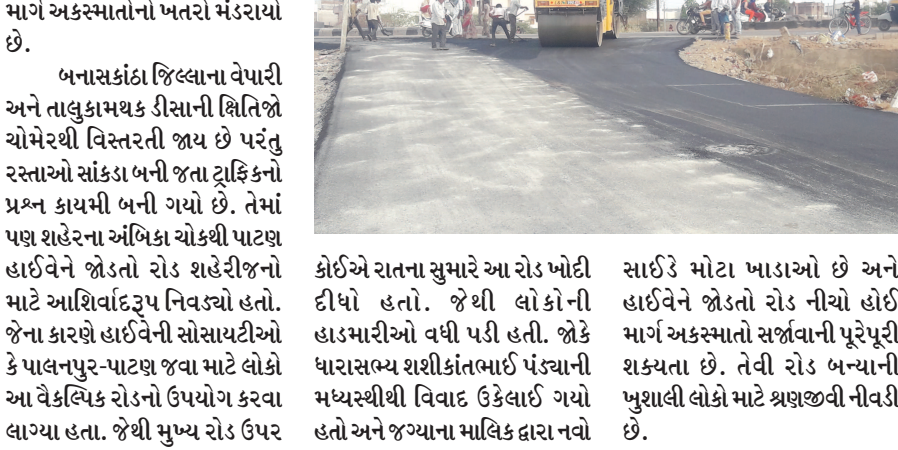 માર્ગ અકસ્માતોનો ખતરો મંડરાયો
છે.
બનાસકાંઠા જિલ્લાના વેપારી
અને તાલુકામથક ડીસાની ક્ષિતિજો
ચોમેરથી વિસ્તરતી જાય છે પરંતુ
રસ્તાઓ સાંકડા બની જતા ટ્રાફિકનો
પ્રશ્ન કાયમી બની ગયો છે. તેમાં
પણ શહેરના અંબિકા ચોકથી પાટણ
હાઈવેને જોડતો રોડ શહેરીજનો
માટે આશિર્વાદરૂપ નિવડ્યો હતો.
જેના કારણે હાઈવેની સોસાયટીઓ
કે પાલનપુર-પાટણ જવા માટે લોકો
આ વૈકલ્પિક રોડનો ઉપયોગ કરવા
લાગ્યા હતા. જેથી મુખ્ય રોડ ઉપર
કોઈએ રાતના સુમારે આ રોડ ખોદી
દીધો હતો. જેથી લોકોની
હાડમારીઓ વધી પડી હતી. જોકે
ધારાસભ્ય શશીકાંતભાઈ પંડ્યાની
મધ્યસ્થીથી વિવાદ ઉકેલાઈ ગયો
હતો અને જગ્યાના માલિક દ્વારા નવો
સાઈડે મોટા ખાડાઓ છે અને
હાઈવેને જોડતો રોડ નીચો હોઈ
માર્ગ અકસ્માતો સર્જાવાની પૂરેપૂરી
શક્યતા છે. તેવી રોડ બન્યાની
ખુશાલી લોકો માટે શ્રણજીવી નીવડી
છે.